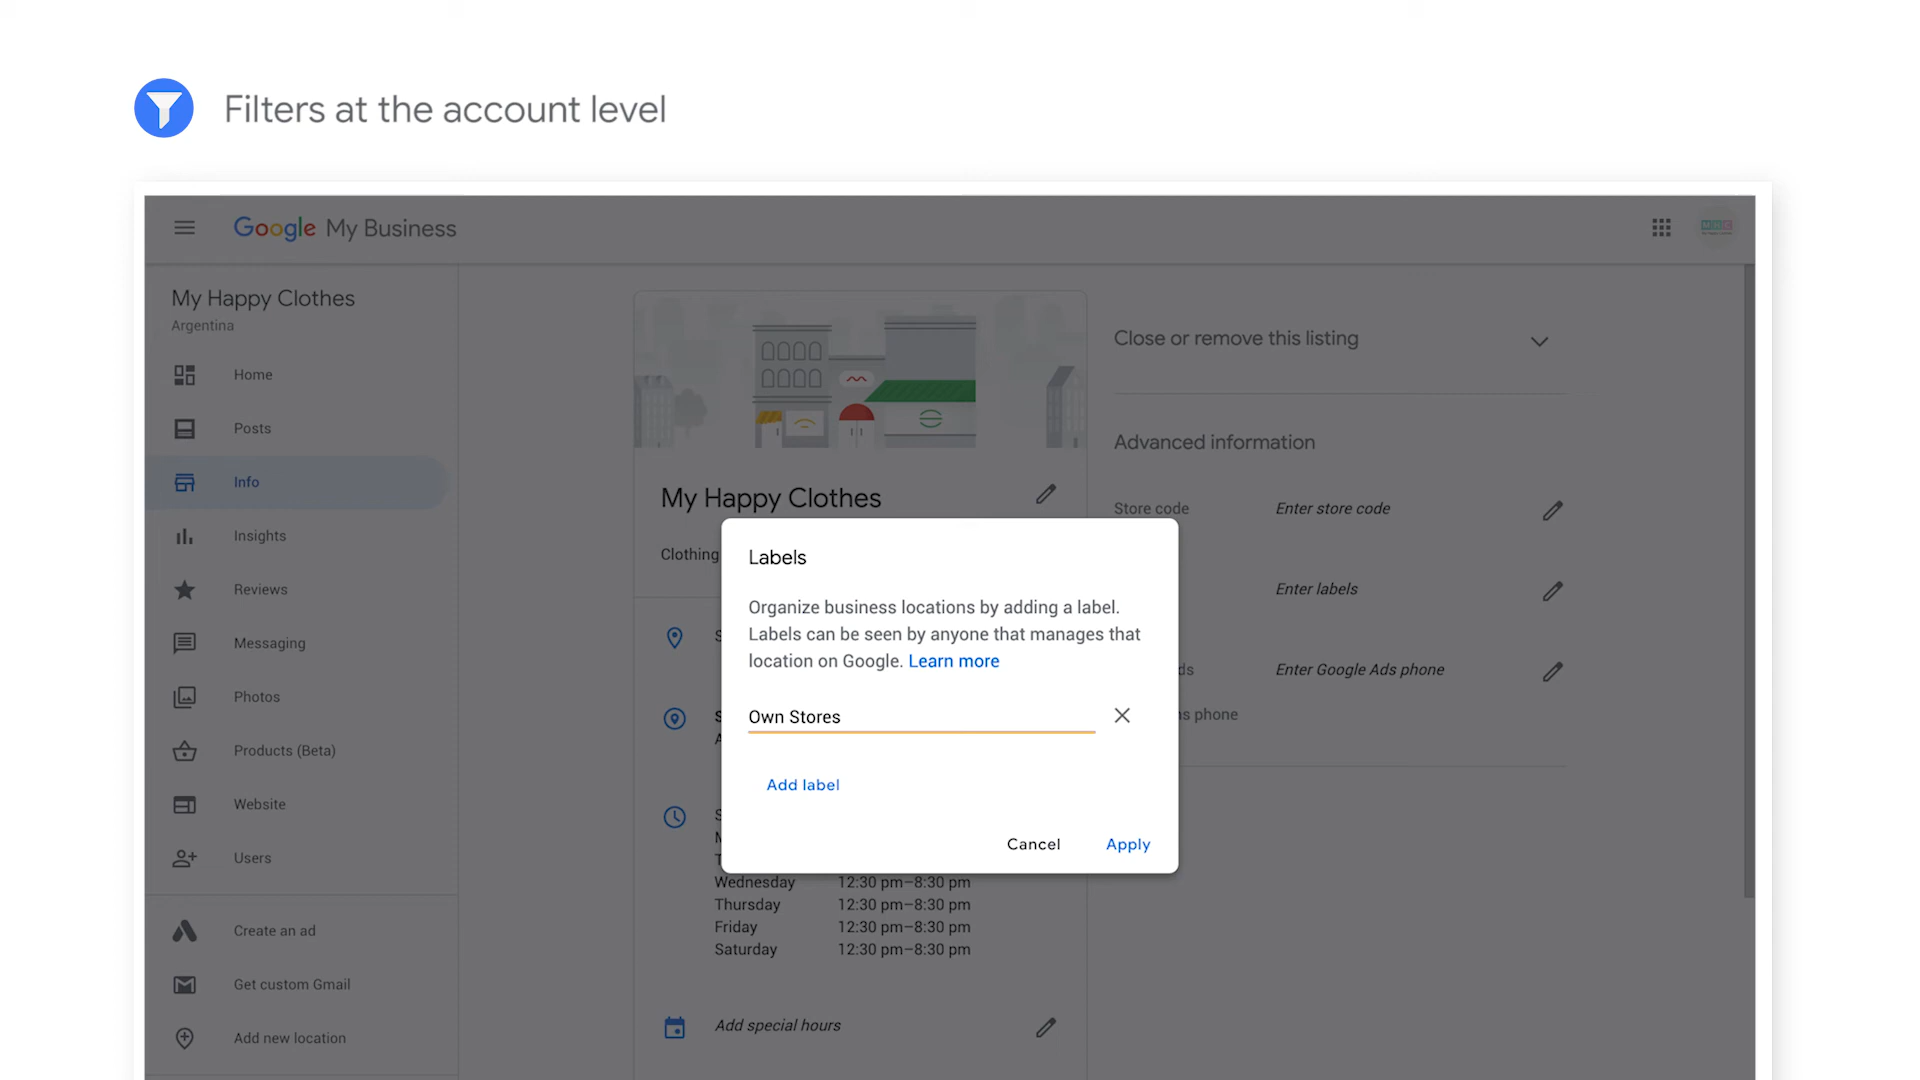 Filters at the account level
Google My Business
My Happy Clothes
Argentina
Home
Posts
Info
Insights
Reviews
Messaging
Photos
Products (Beta)
Website
Users
Create an ad
Get custom Gmail
Add new location
My Happy Clothes
Clothing
Wednesday 12:30 pm–8:30 pm
Thursday 12:30 pm–8:30 pm
Friday 12:30 pm–8:30 pm
Saturday 12:30 pm–8:30 pm
Add special hours
Labels
Organize business locations by adding a label.
Labels can be seen by anyone that manages that
location on Google. Learn more
Own Stores
Add label
Cancel Apply
Close or remove this listing
Advanced information
Store code Enter store code
Enter labels
Enter Google Ads phone
phone